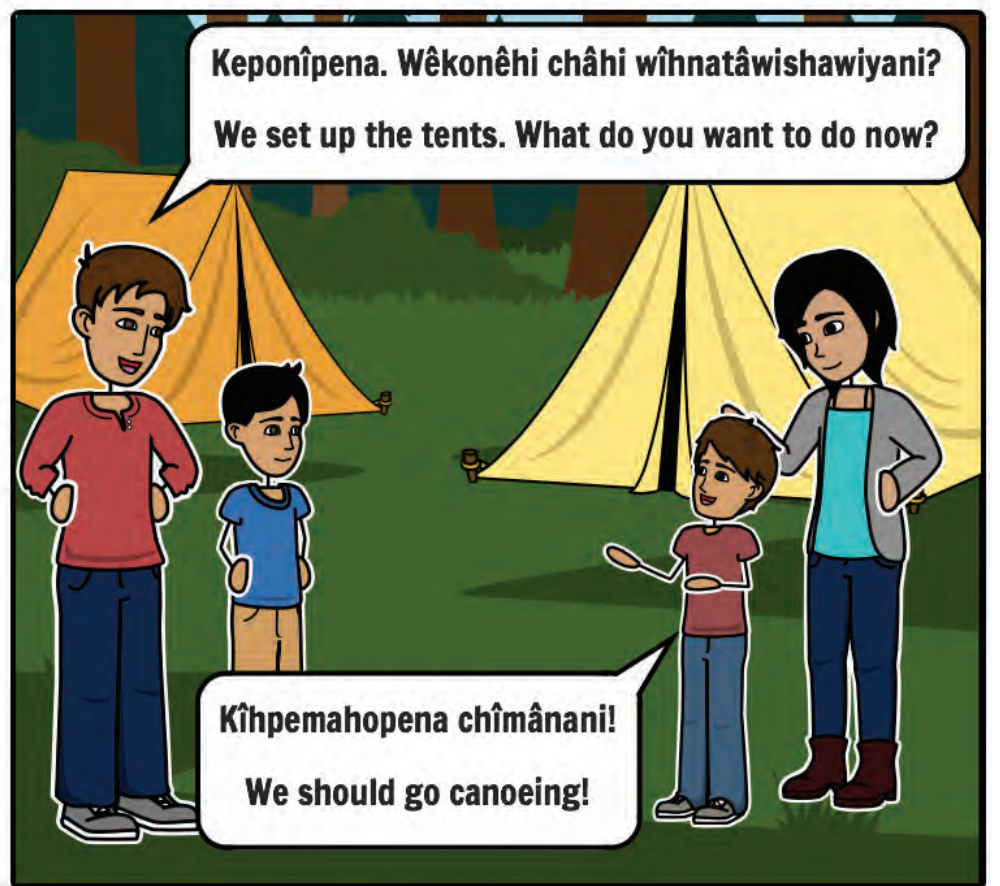 Keponîpena. Wêkonêhi châhi wîhnatâwishawiyani?
We set up the tents. What do you want to do now?
Kîhpemahopena chîmânani!
We should go canoeing!